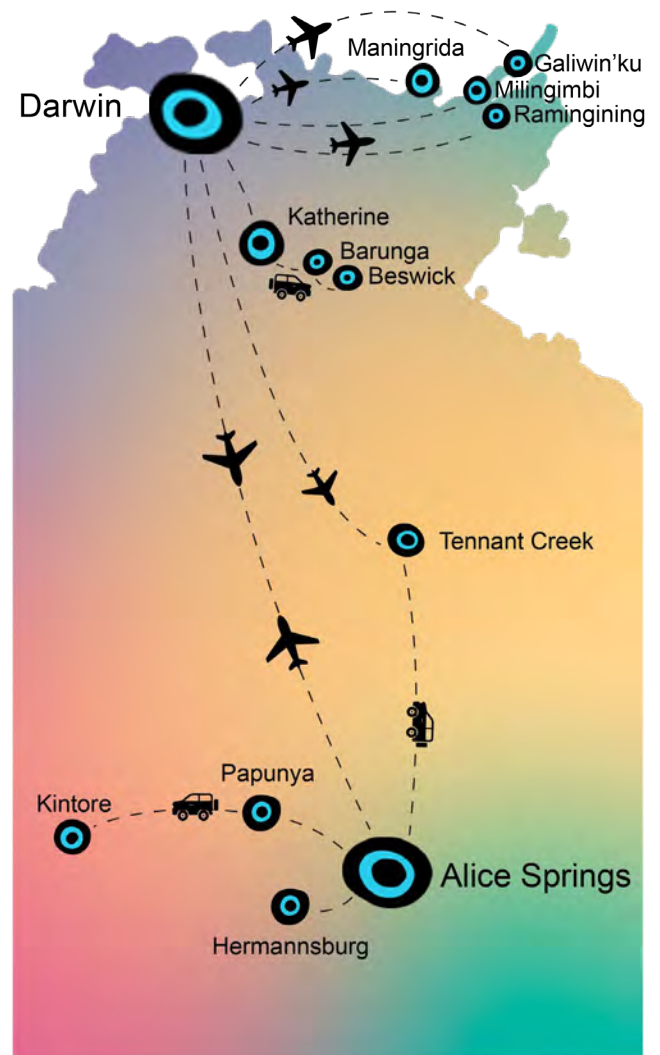 Maningrida
Galiwin'ku
Darwin
Milingimbi
Ramingining
Katherine
Barunga
Beswick
Tennant Creek
Papunya
Kintore
Alice Springs
Hermannsburg